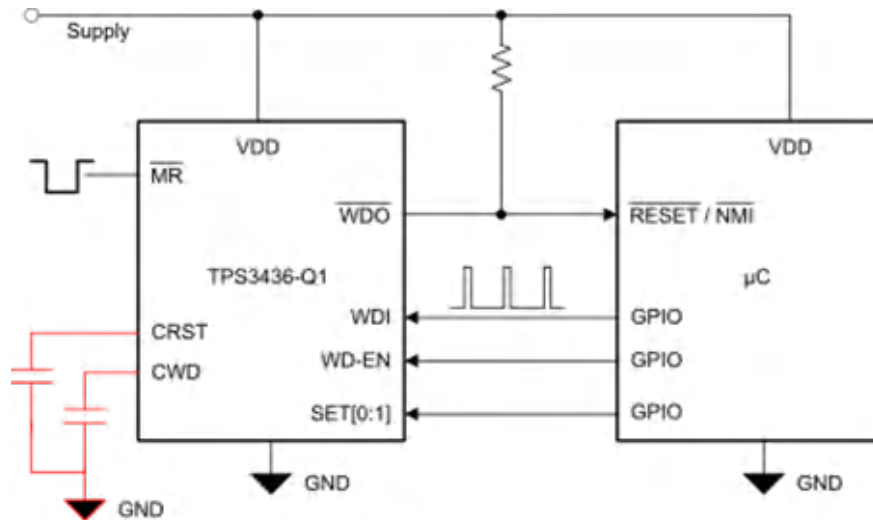 Supply
VDD
VDD
MR
WDO
RESET / NMI
TPS3436-Q1
µC
WDI
GPIO
CRST
WD-EN
GPIO
CWD
SET[0:1]
GPIO
GND
GND
GND